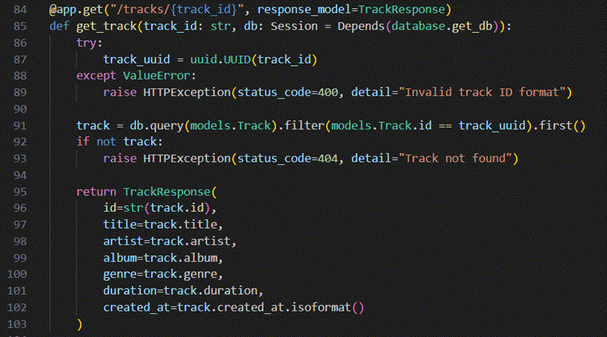 84 @app.get("/tracks/{track_id}", response_model=TrackResponse)
85 def get_track(track_id: str, db: Session = Depends(database.get_db)):
86     try:
87         track_uuid = uuid.UUID(track_id)
88     except ValueError:
89         raise HTTPException(status_code=400, detail="Invalid track ID format")
90
91     track = db.query(models.Track).filter(models.Track.id == track_uuid).first()
92     if not track:
93         raise HTTPException(status_code=404, detail="Track not found")
94
95     return TrackResponse(
96         id=str(track.id),
97         title=track.title,
98         artist=track.artist,
99         album=track.album,
100         genre=track.genre,
101         duration=track.duration,
102         created_at=track.created_at.isoformat()
103     )